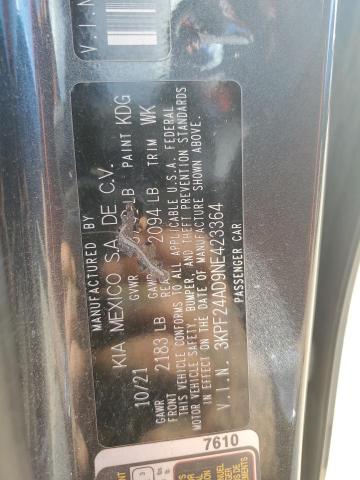 V.I.N
MANUFACTURED BY
KIA MEXICO S.A. DE C.V.
10/21 GVWR LB PAINT KDG
GAWR FRONT 2183 LB GAWR REAR 2094 LB TRIM WK
THIS VEHICLE CONFORMS TO ALL APPLICABLE U.S.A. FEDERAL
MOTOR VEHICLE SAFETY, BUMPER, AND THEFT PREVENTION STANDARDS
IN EFFECT ON THE DATE OF MANUFACTURE SHOWN ABOVE.
V.I.N. 3KPF24AD9NE423364
PASSENGER CAR
7610